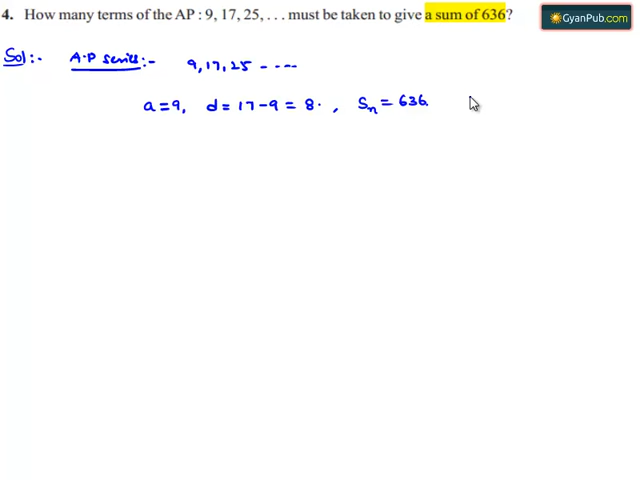 4. How many terms of the AP : 9, 17, 25, . . . must be taken to give a sum of 636?
GyanPub.com
Sol:- A.P series:- 9, 17, 25 -----
a = 9, d = 17 - 9 = 8. , Sₙ = 636.